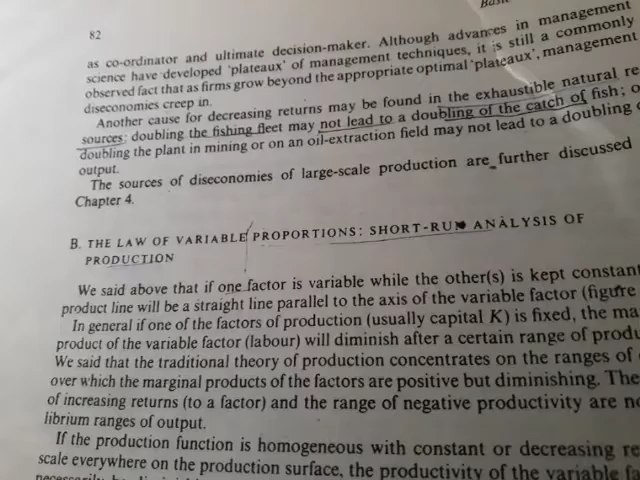 82
as co-ordinator and ultimate decision-maker. Although advances in management
science have developed 'plateaux' of management techniques, it is still a commonly
observed fact that as firms grow beyond the appropriate optimal 'plateaux', management
diseconomies creep in.
Another cause for decreasing returns may be found in the exhaustible natural re
sources: doubling the fishing fleet may not lead to a doubling of the catch of fish; o
doubling the plant in mining or on an oil-extraction field may not lead to a doubling
output.
The sources of diseconomies of large-scale production are further discussed
Chapter 4.
B. THE LAW OF VARIABLE PROPORTIONS: SHORT-RUN ANALYSIS OF
PRODUCTION
We said above that if one factor is variable while the other(s) is kept constant
product line will be a straight line parallel to the axis of the variable factor (figure
In general if one of the factors of production (usually capital K) is fixed, the ma
product of the variable factor (labour) will diminish after a certain range of produ
We said that the traditional theory of production concentrates on the ranges of
over which the marginal products of the factors are positive but diminishing. The
of increasing returns (to a factor) and the range of negative productivity are no
librium ranges of output.
If the production function is homogeneous with constant or decreasing re
scale everywhere on the production surface, the productivity of the variable fa